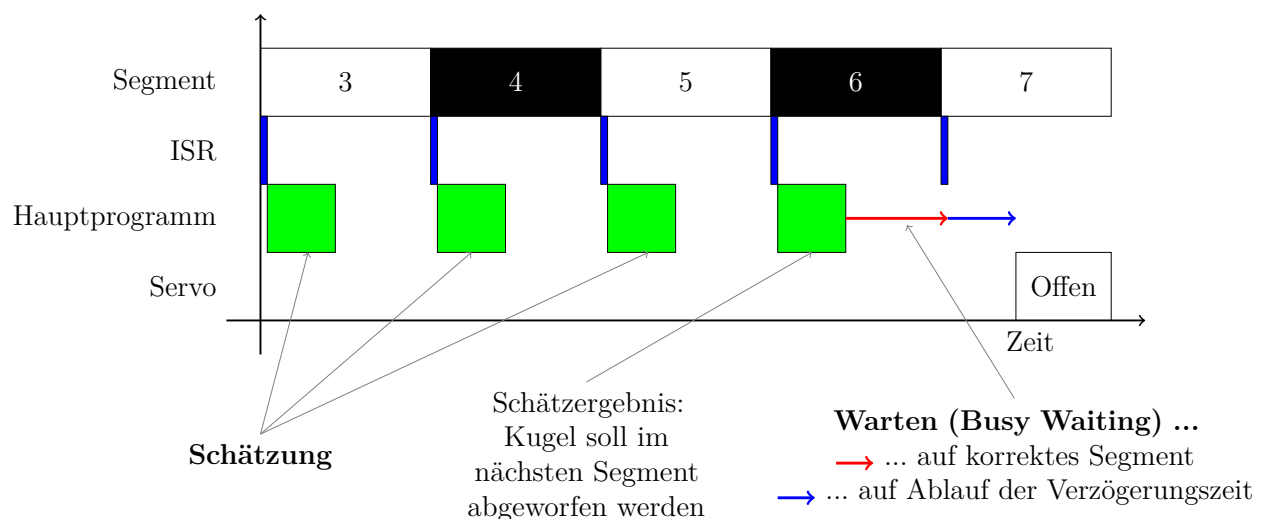 Segment
3
4
5
6
7
ISR
Hauptprogramm
Servo
Offen
Zeit
Schätzung
Schätzergebnis:
Kugel soll im
nächsten Segment
abgeworfen werden
Warten (Busy Waiting) ...
... auf korrektes Segment
... auf Ablauf der Verzögerungszeit